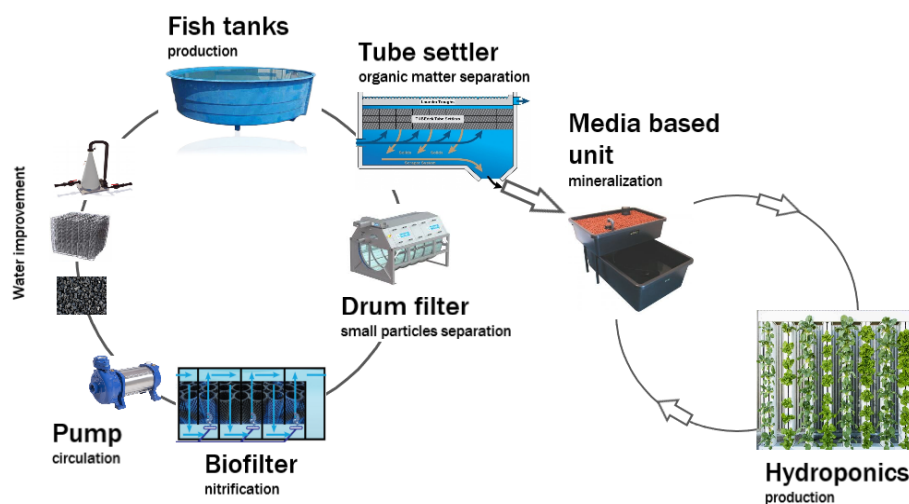 Fish tanks
production
Tube settler
organic matter separation
Media based
unit
mineralization
Water improvement
Drum filter
small particles separation
Pump
circulation
Biofilter
nitrification
Hydroponics
production